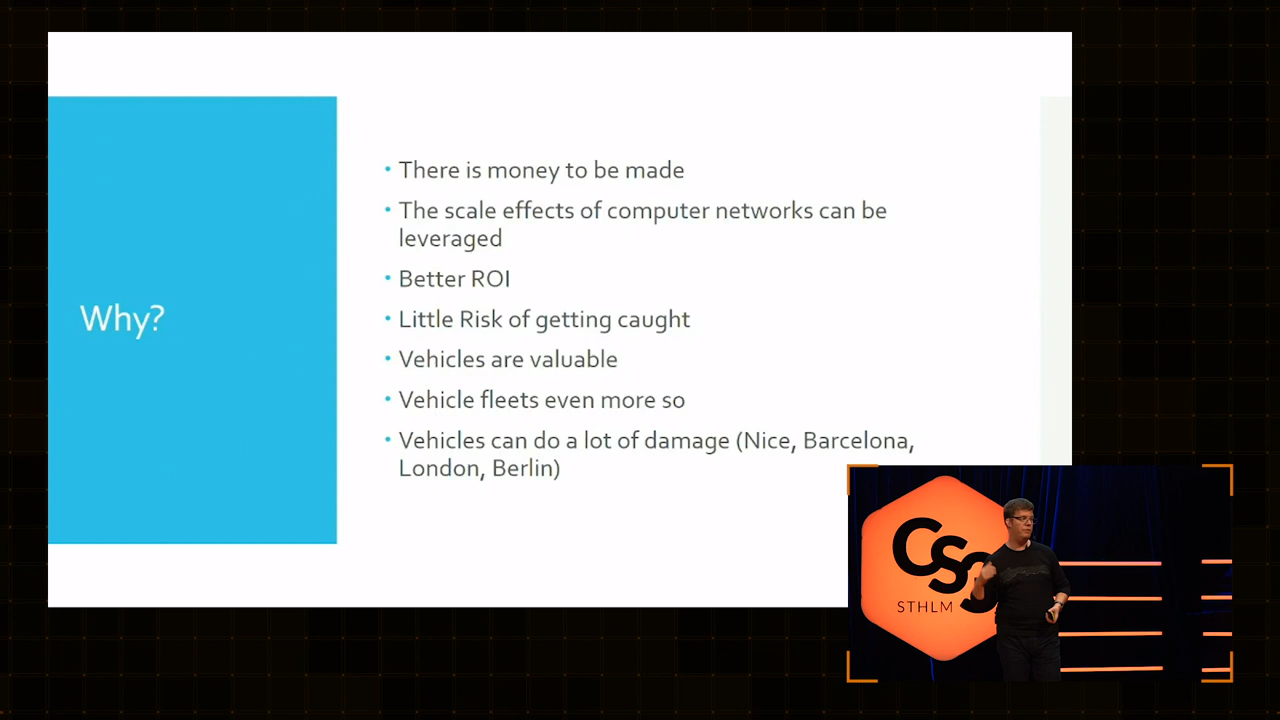 Why?
There is money to be made
The scale effects of computer networks can be
leveraged
Better ROI
Little Risk of getting caught
Vehicles are valuable
Vehicle fleets even more so
Vehicles can do a lot of damage (Nice, Barcelona,
London, Berlin)
CS3
STHLM